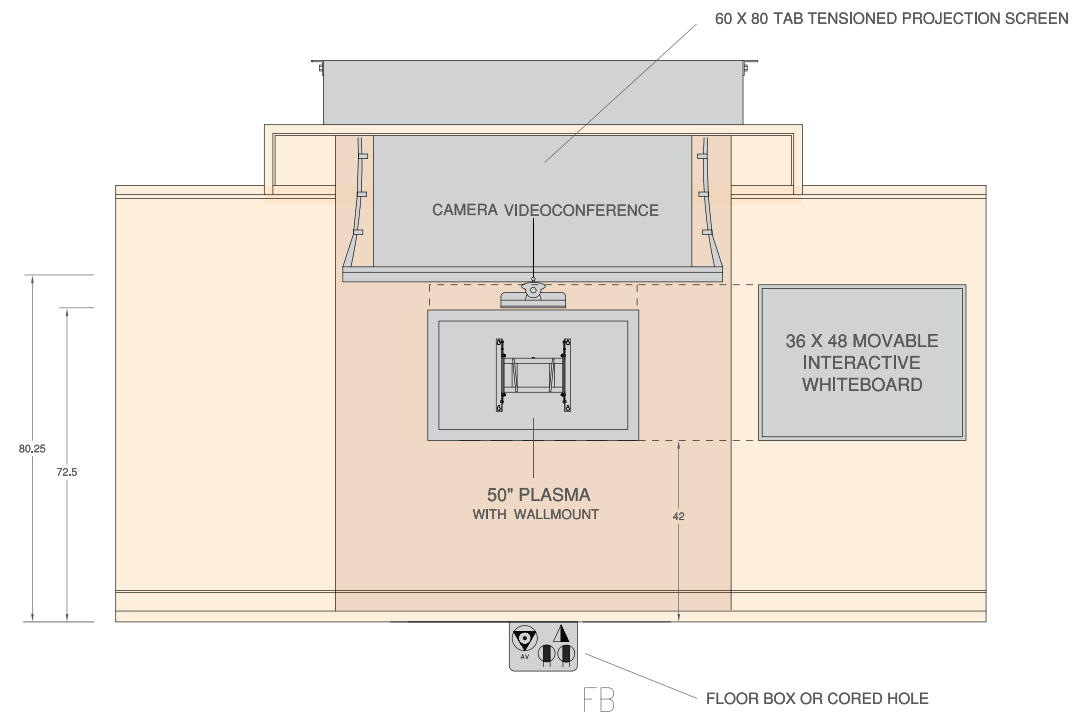 60 X 80 TAB TENSIONED PROJECTION SCREEN
CAMERA VIDEOCONFERENCE
36 X 48 MOVABLE
INTERACTIVE
WHITEBOARD
80.25
72.5
50" PLASMA
WITH WALLMOUNT
42
AV
FB
FLOOR BOX OR CORED HOLE